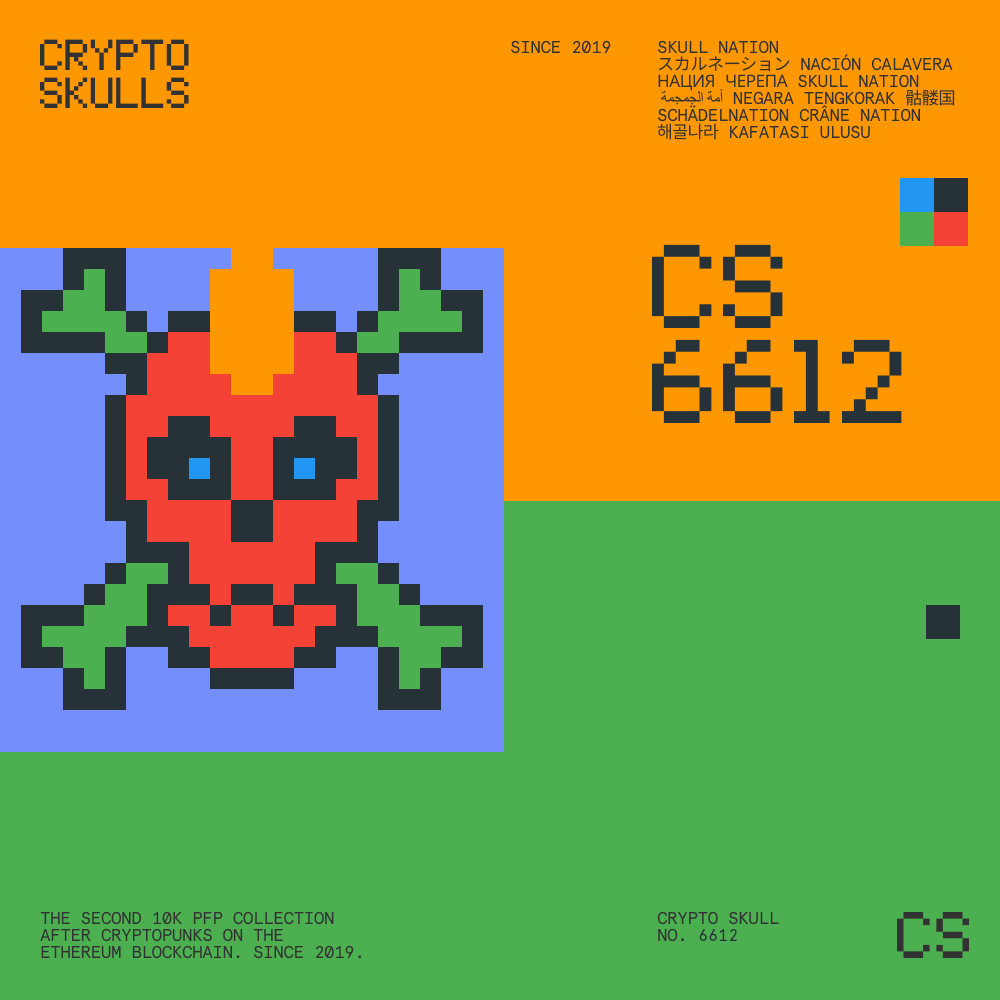 CRYPTO
SKULLS
SINCE 2019
SKULL NATION
スカルネーション NACIÓN CALAVERA
НАЦИЯ ЧЕРЕПА SKULL NATION
أمة الجمجمة NEGARA TENGKORAK 骷髅国
SCHÄDELNATION CRÂNE NATION
해골나라 KAFATASI ULUSU
CS
6612
THE SECOND 10K PFP COLLECTION
AFTER CRYPTOPUNKS ON THE
ETHEREUM BLOCKCHAIN. SINCE 2019.
CRYPTO SKULL
NO. 6612
CS